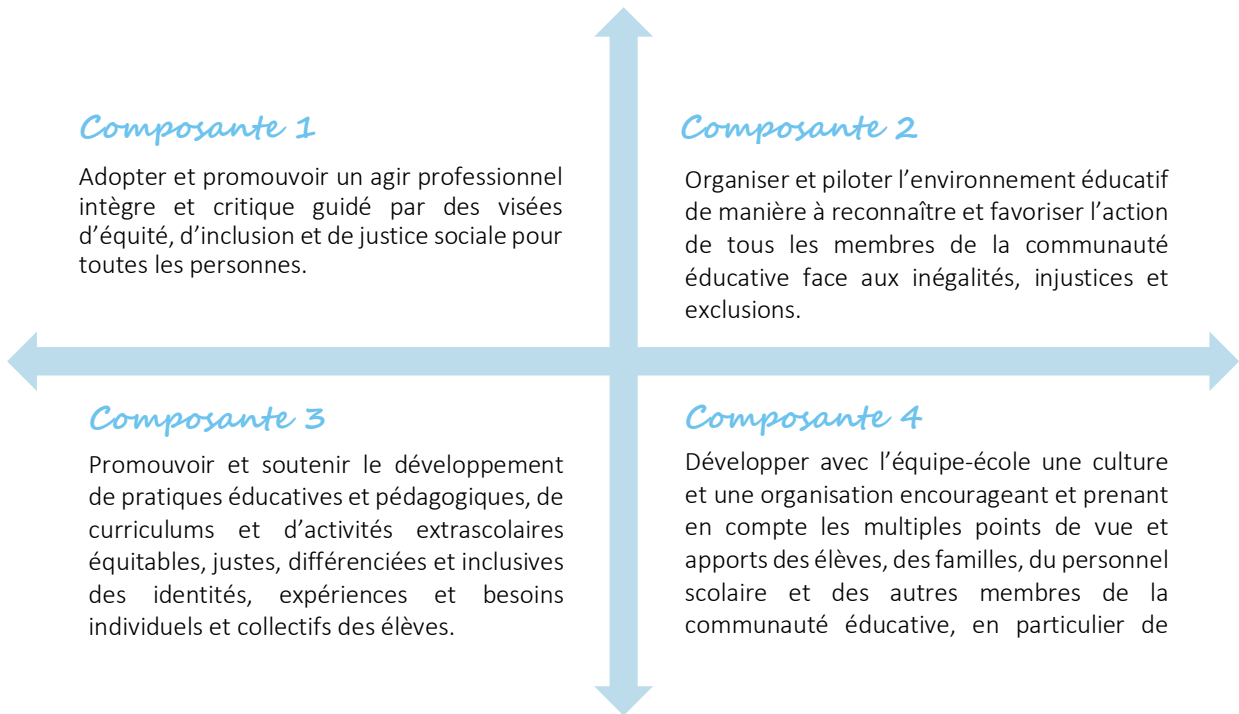 Composante 1
Adopter et promouvoir un agir professionnel
intègre et critique guidé par des visées
d’équité, d’inclusion et de justice sociale pour
toutes les personnes.
Composante 2
Organiser et piloter l’environnement éducatif
de manière à reconnaître et favoriser l’action
de tous les membres de la communauté
éducative face aux inégalités, injustices et
exclusions.
Composante 3
Promouvoir et soutenir le développement
de pratiques éducatives et pédagogiques, de
curriculums et d’activités extrascolaires
équitables, justes, différenciées et inclusives
des identités, expériences et besoins
individuels et collectifs des élèves.
Composante 4
Développer avec l’équipe-école une culture
et une organisation encourageant et prenant
en compte les multiples points de vue et
apports des élèves, des familles, du personnel
scolaire et des autres membres de la
communauté éducative, en particulier de